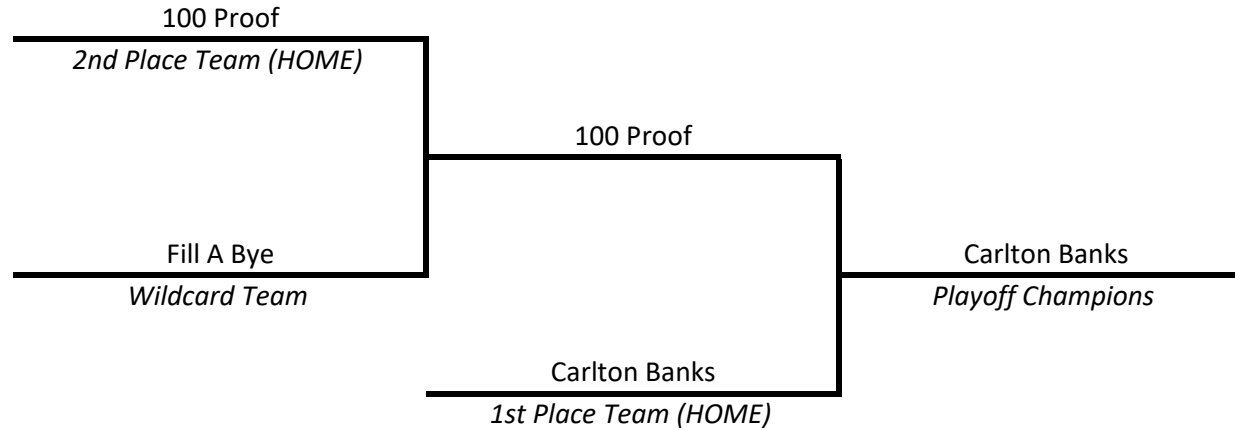 100 Proof
2nd Place Team (HOME)
100 Proof
Fill A Bye
Wildcard Team
Carlton Banks
Playoff Champions
Carlton Banks
1st Place Team (HOME)